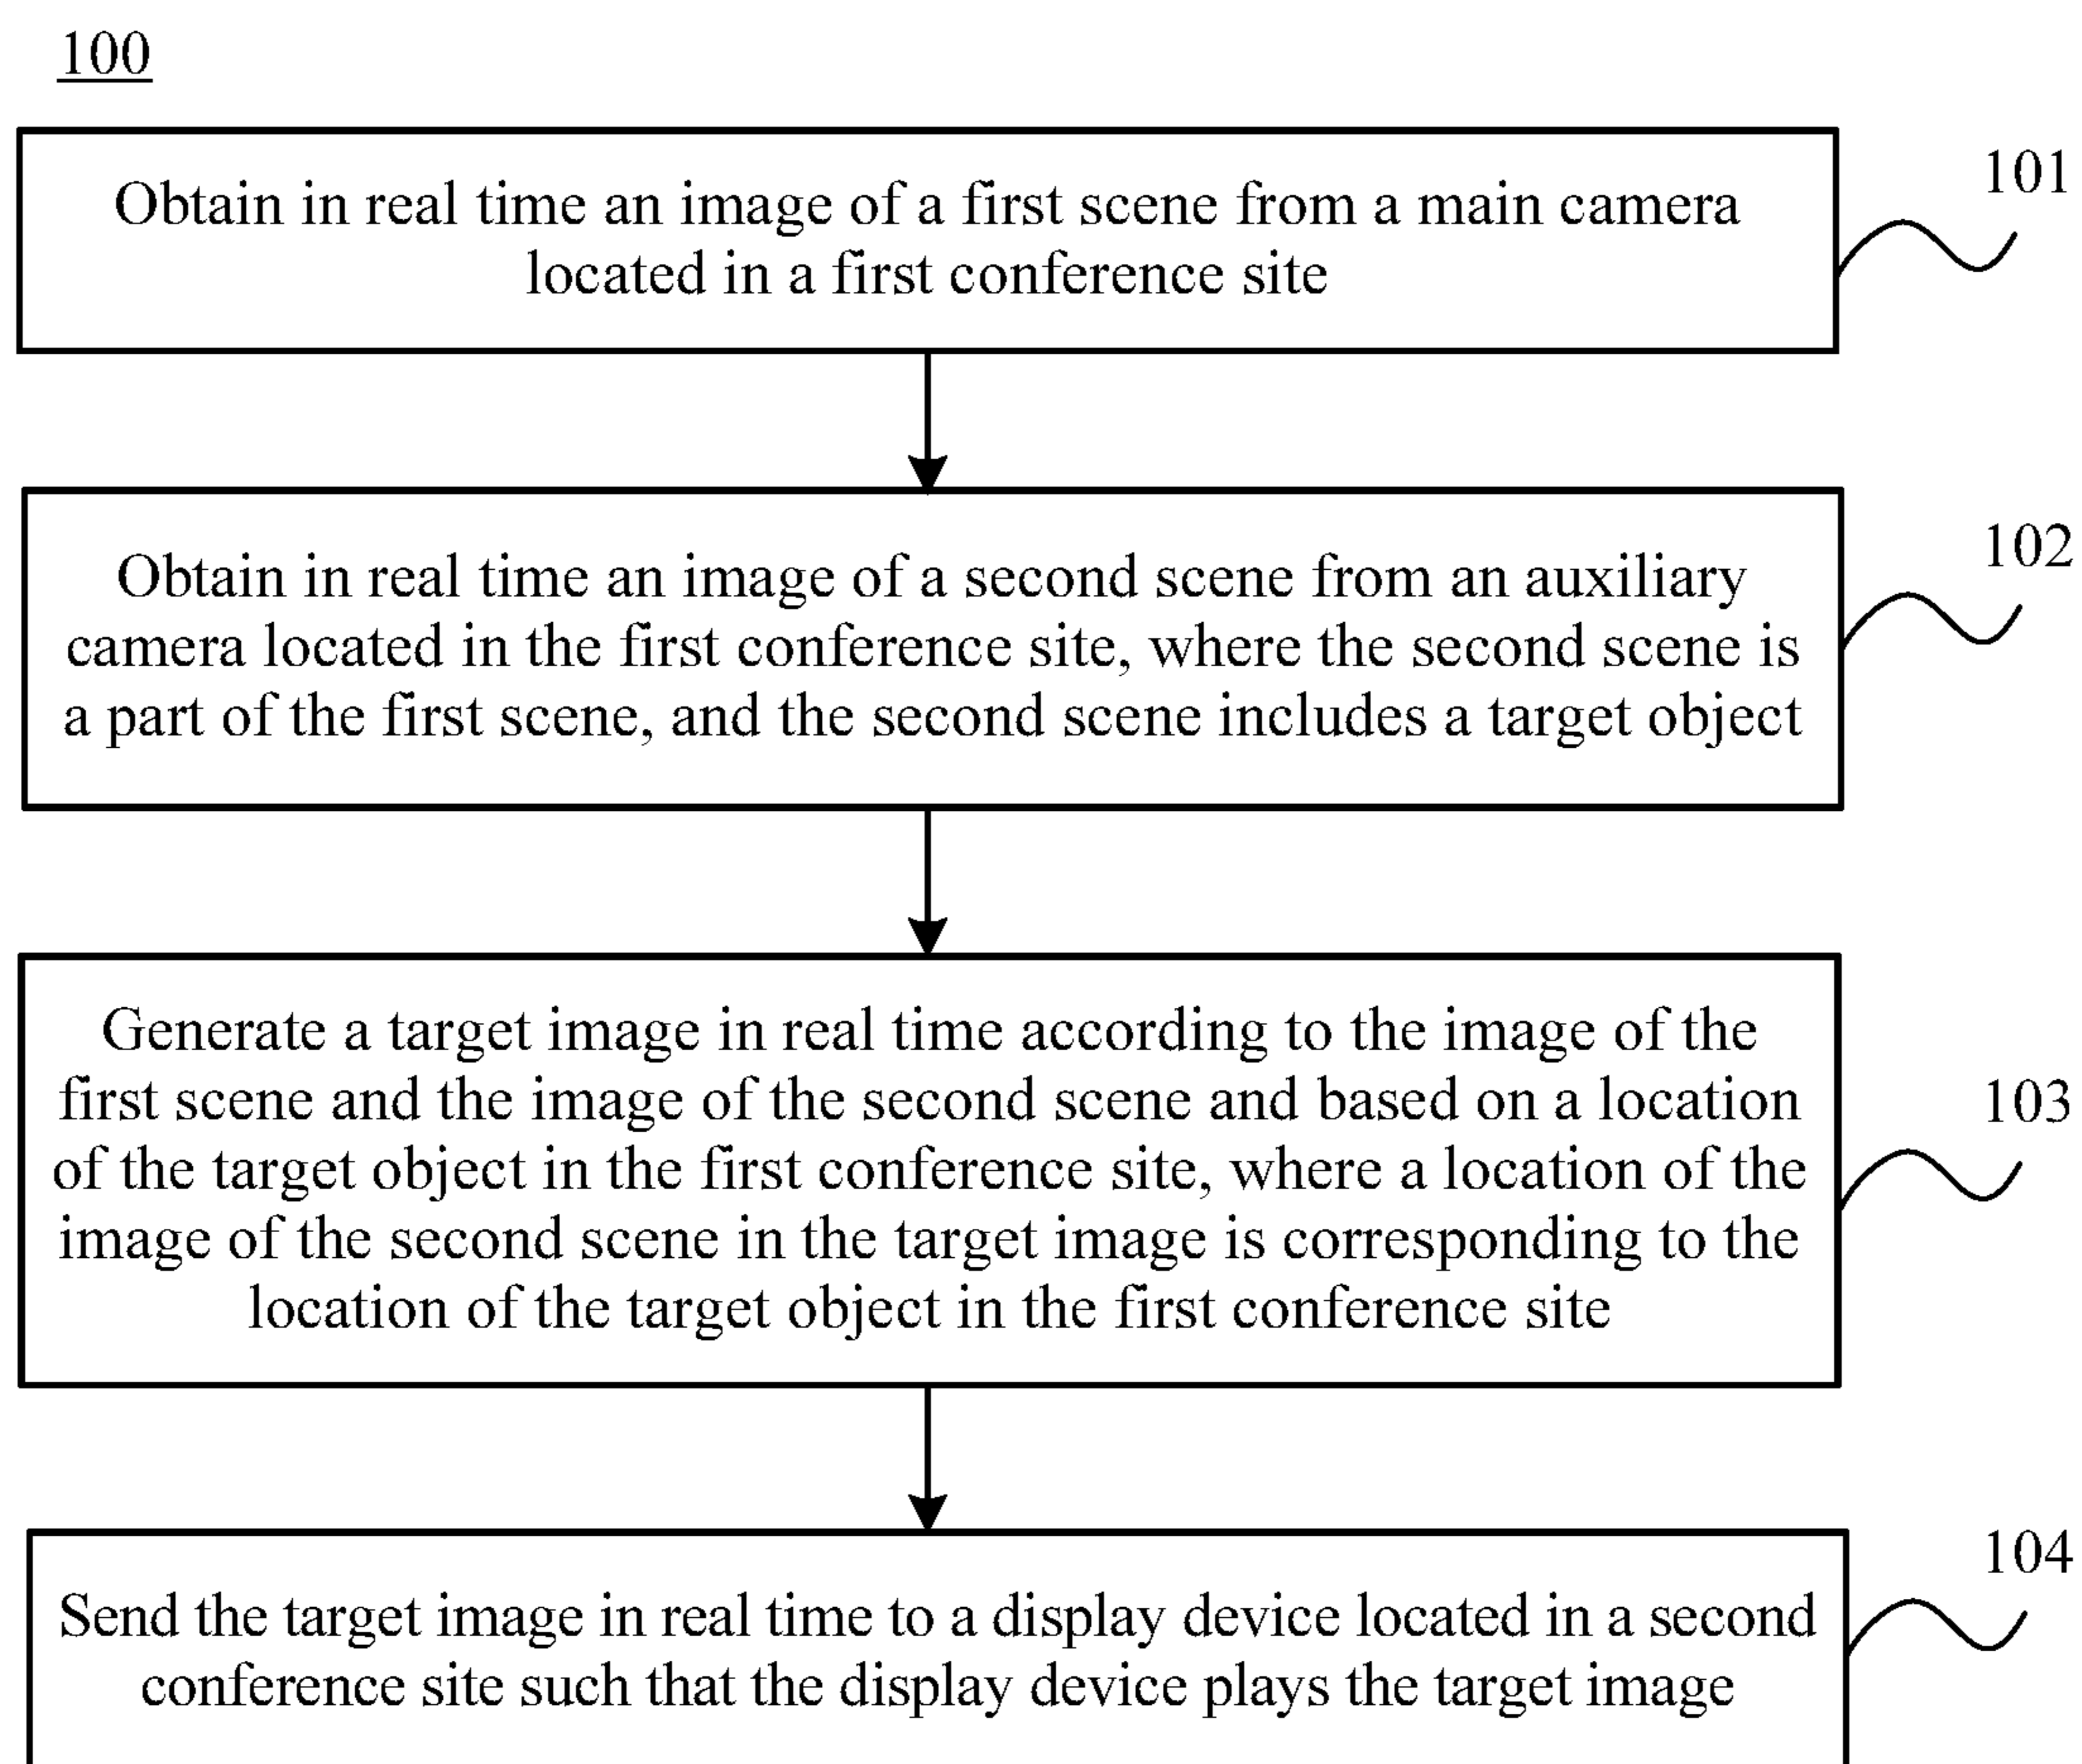 100
Obtain in real time an image of a first scene from a main camera
located in a first conference site
101
Obtain in real time an image of a second scene from an auxiliary
camera located in the first conference site, where the second scene is
a part of the first scene, and the second scene includes a target object
102
Generate a target image in real time according to the image of the
first scene and the image of the second scene and based on a location
of the target object in the first conference site, where a location of the
image of the second scene in the target image is corresponding to the
location of the target object in the first conference site
103
Send the target image in real time to a display device located in a second
conference site such that the display device plays the target image
104